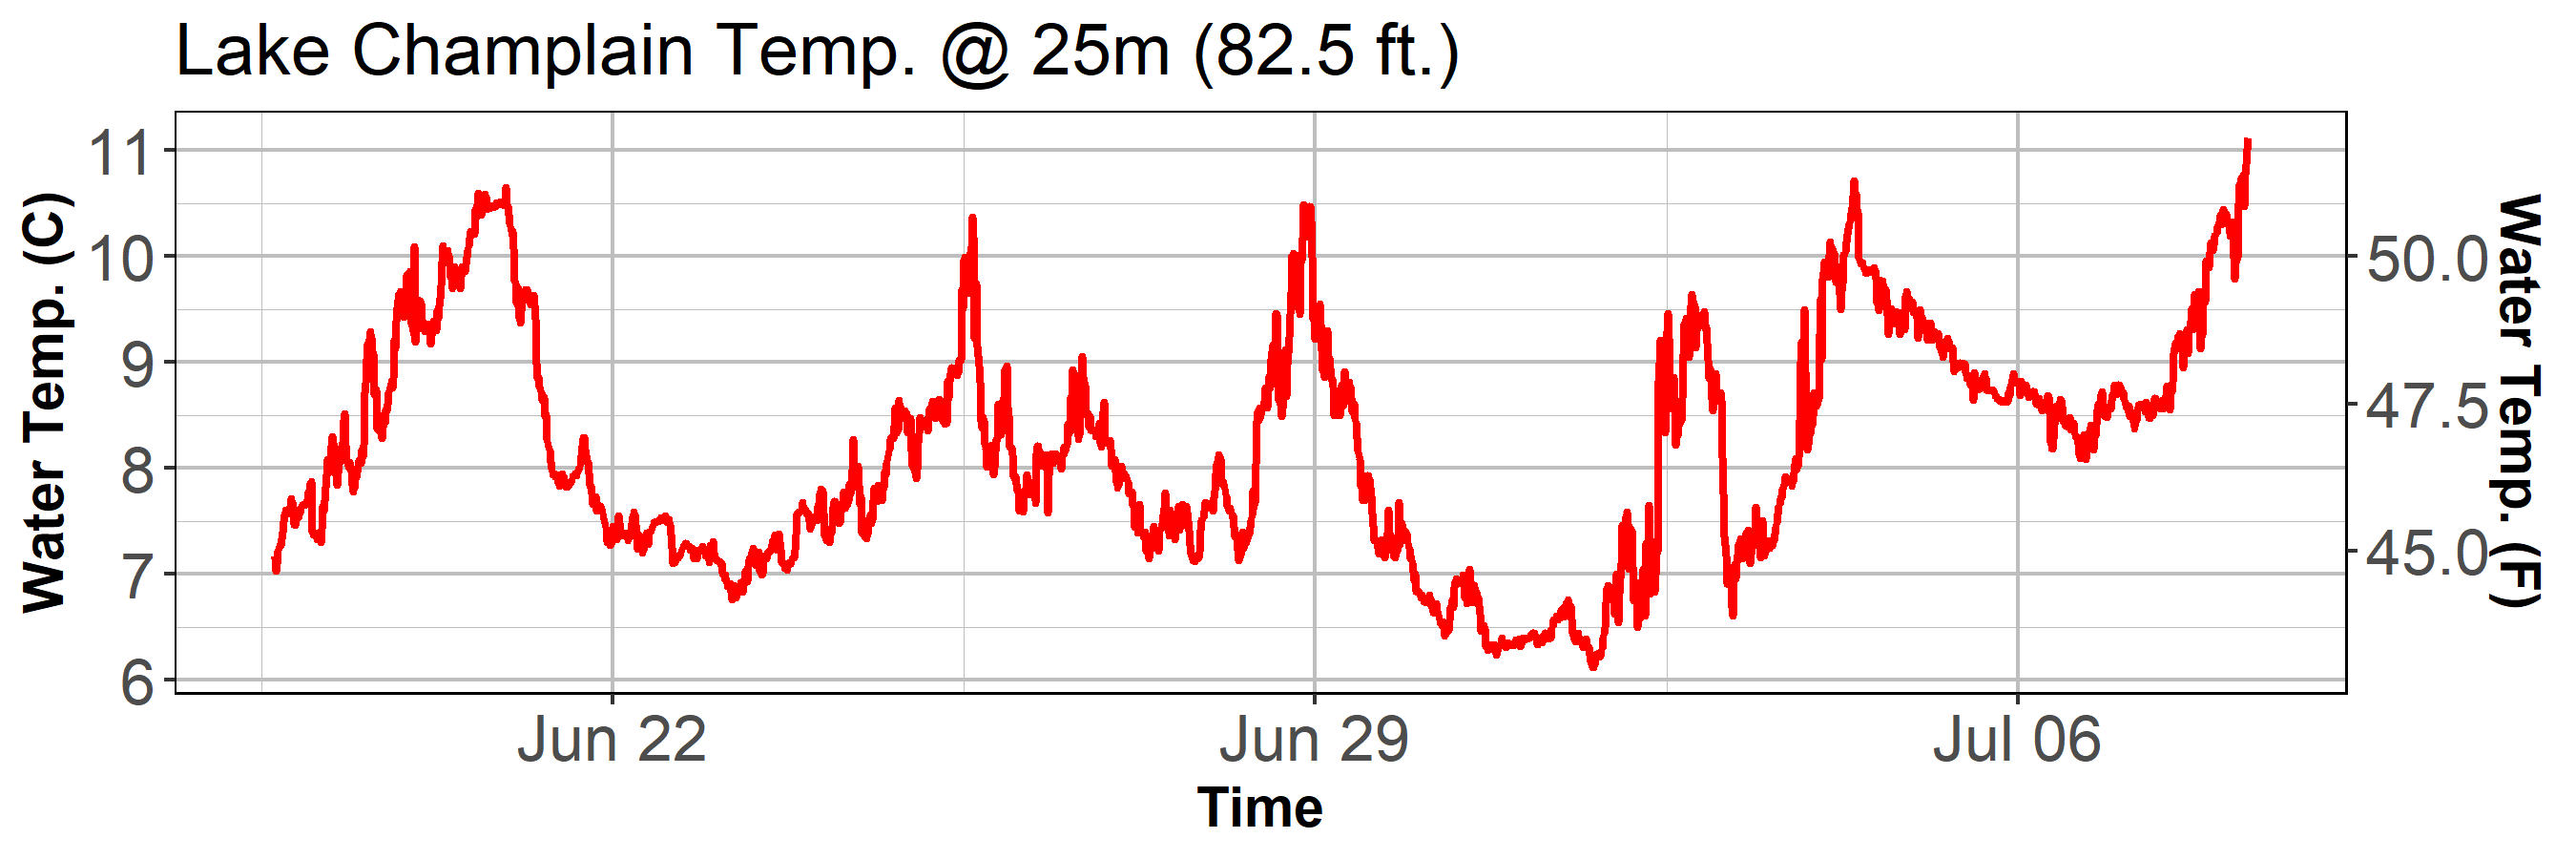 Lake Champlain Temp. @ 25m (82.5 ft.)
Water Temp. (C)
11
10
9
8
7
6
50.0
47.5
45.0
Water Temp. (F)
Jun 22
Jun 29
Jul 06
Time